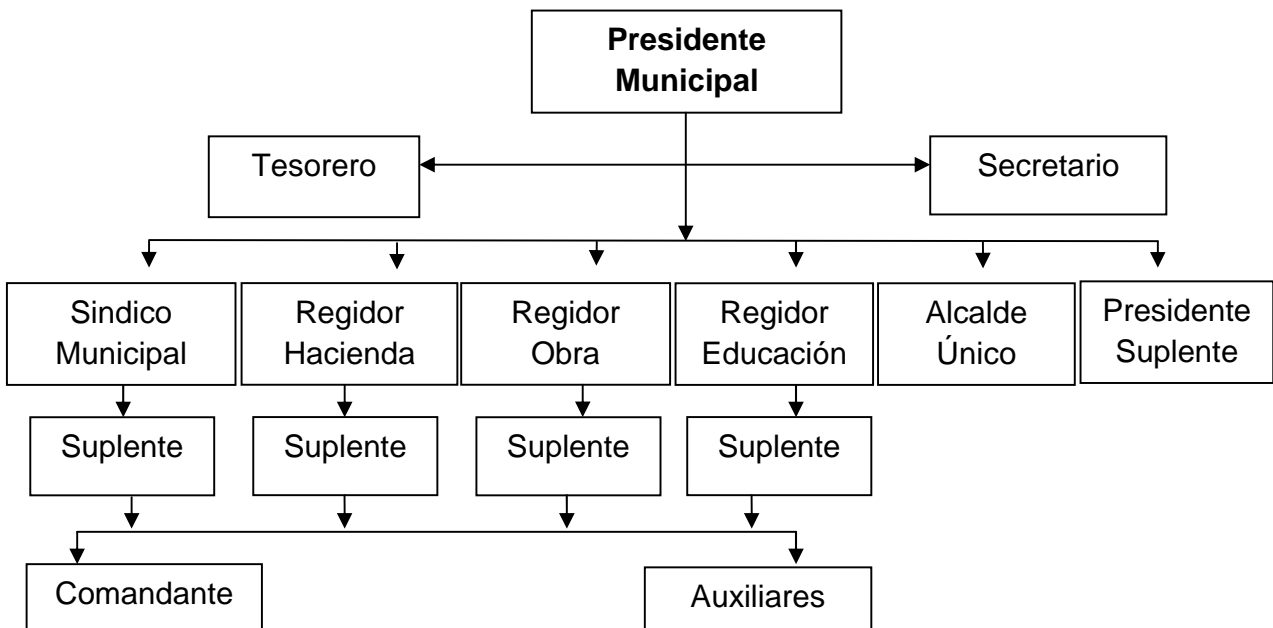 Presidente
Municipal
Tesorero
Secretario
Sindico
Municipal
Regidor
Hacienda
Regidor
Obra
Regidor
Educación
Alcalde
Único
Presidente
Suplente
Suplente
Suplente
Suplente
Suplente
Comandante
Auxiliares